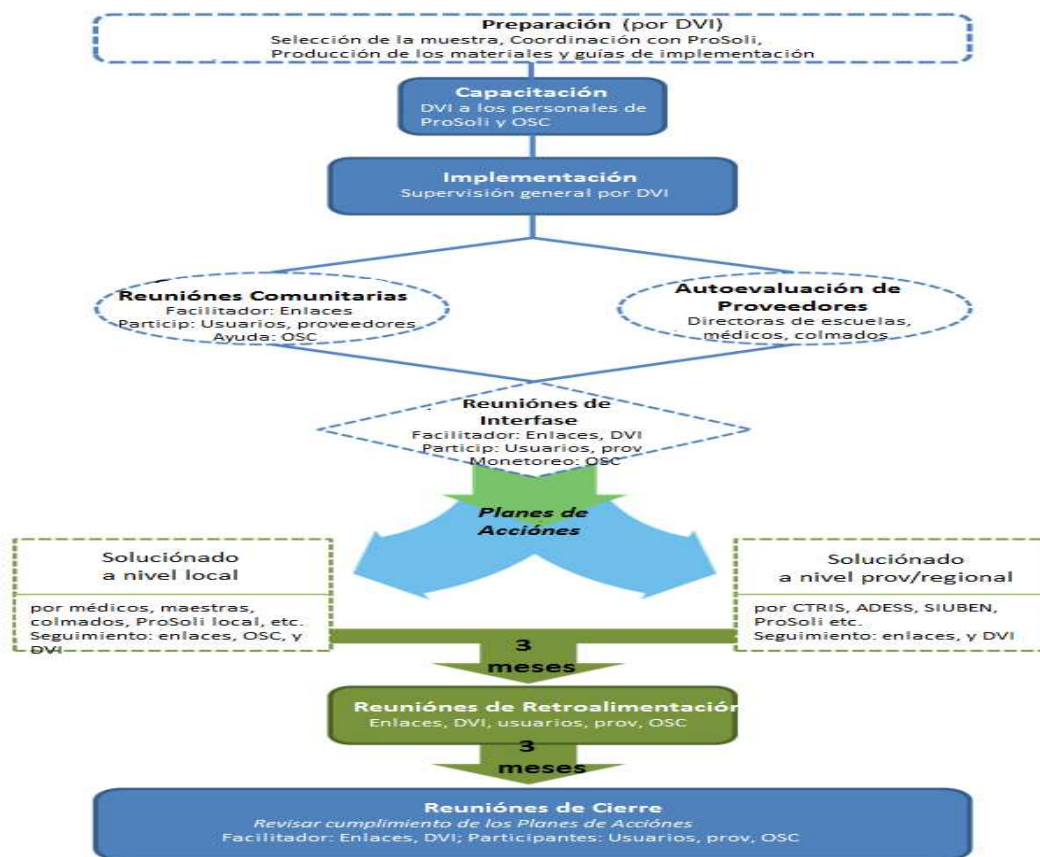 Preparación (por DVI)
Selección de la muestra, Coordinación con ProSoli,
Producción de los materiales y guías de implementación
Capacitación
DVI a los personales de
ProSoli y OSC
Implementación
Supervisión general por DVI
Reuniónes Comunitarias
Facilitador: Enlaces
Particip: Usuarios, proveedores
Ayuda: OSC
Autoevaluación de
Proveedores
Directoras de escuelas,
médicos, colmados
Reuniónes de
Interfase
Facilitador: Enlaces, DVI
Particip: Usuarios, prov
Monetoreo: OSC
Planes de
Acciónes
Soluciónado
a nivel local
por médicos, maestras,
colmados, ProSoli local, etc.
Seguimiento: enlaces, OSC, y
DVI
Soluciónado
a nivel prov/regional
por CTRIS, ADESS, SIUBEN,
ProSoli etc.
Seguimiento: enlaces, y DVI
3
meses
Reuniónes de Retroalimentación
Enlaces, DVI, usuarios, prov, OSC
3
meses
Reuniónes de Cierre
Revisar cumplimiento de los Planes de Acciónes
Facilitador: Enlaces, DVI; Participantes: Usuarios, prov, OSC